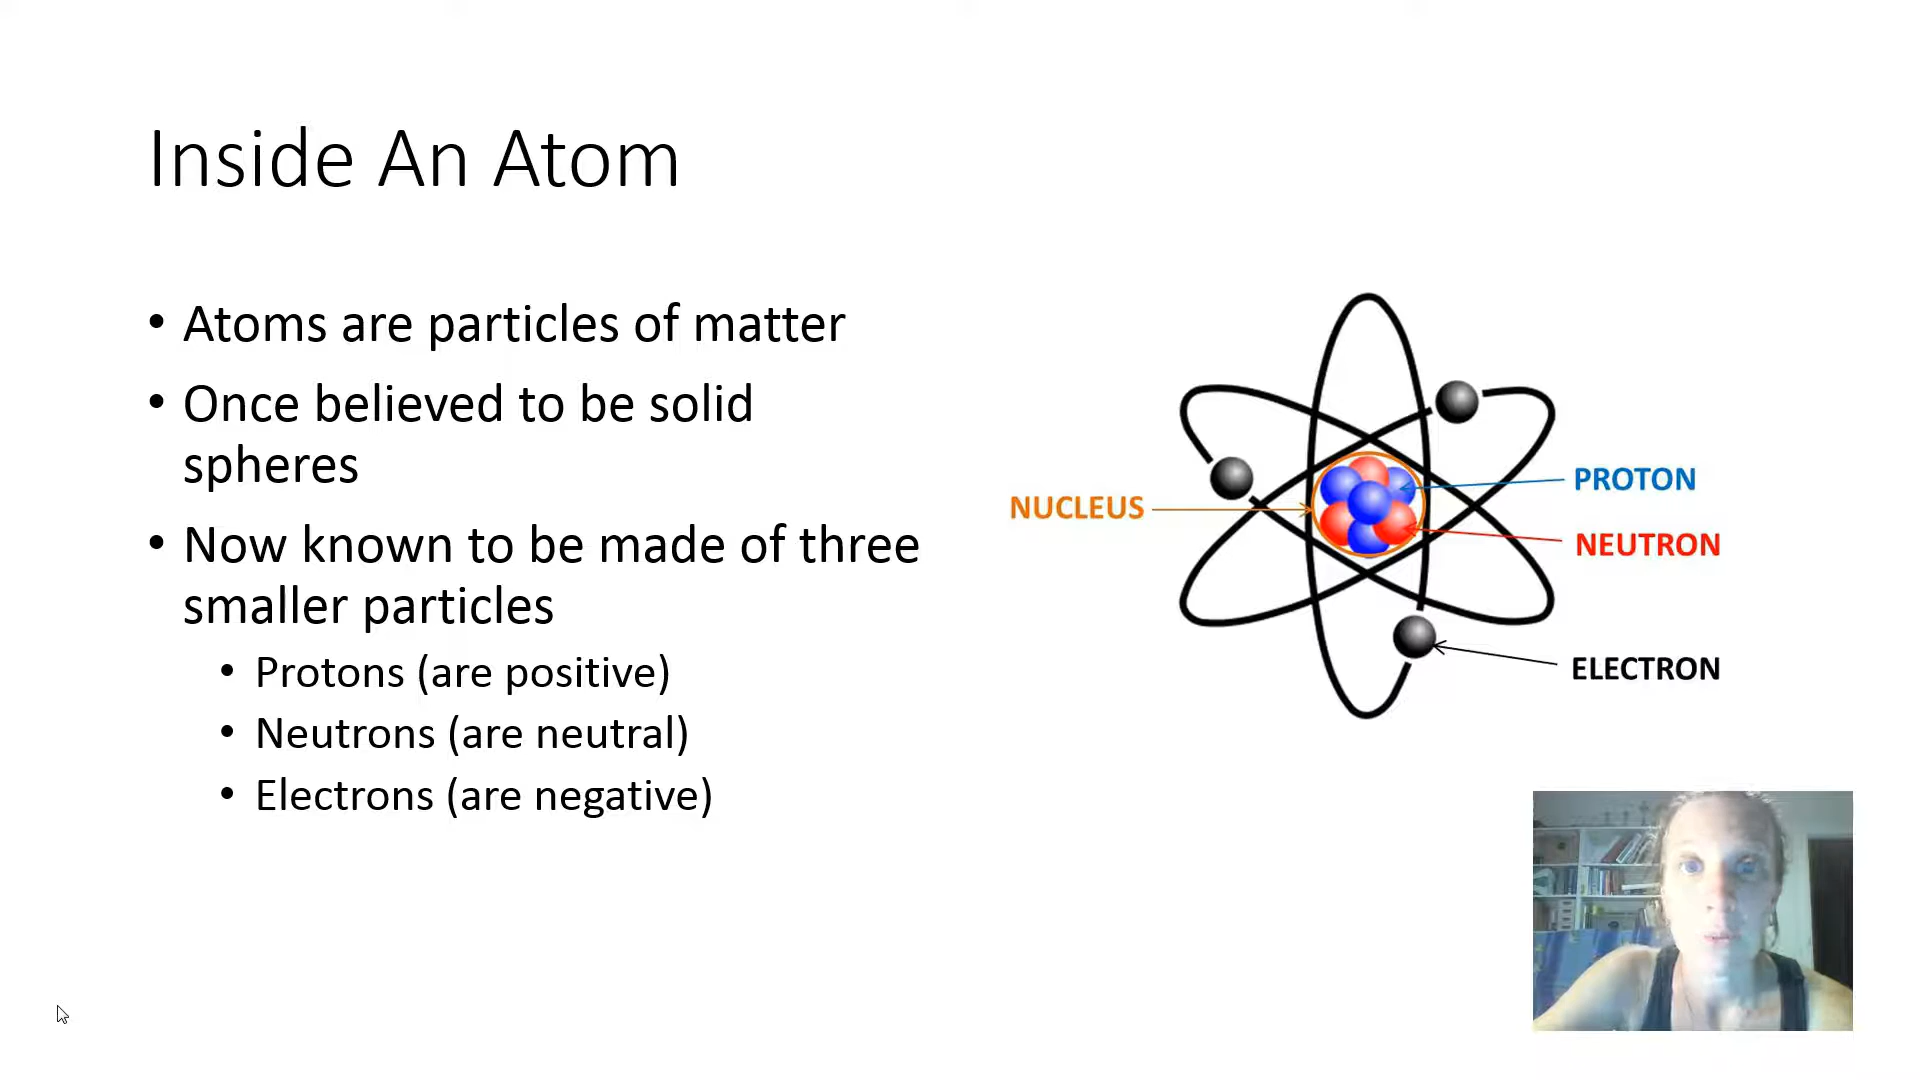 Inside An Atom
• Atoms are particles of matter
• Once believed to be solid
spheres
• Now known to be made of three
smaller particles
• Protons (are positive)
• Neutrons (are neutral)
• Electrons (are negative)
NUCLEUS
PROTON
NEUTRON
ELECTRON